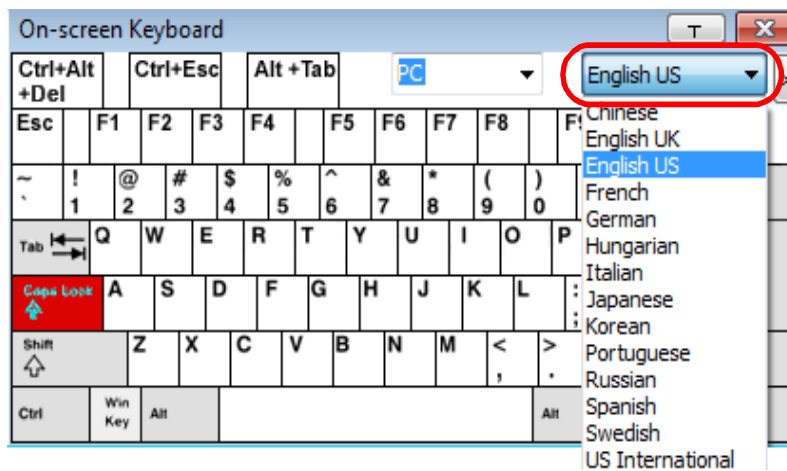 On-screen Keyboard
Ctrl+Alt +Del Ctrl+Esc Alt +Tab PC English US
Esc F1 F2 F3 F4 F5 F6 F7 F8
~ ! @ # $ % ^ & * ( )
` 1 2 3 4 5 6 7 8 9 0
Tab Q W E R T Y U I O P
Caps Lock A S D F G H J K L : ;
Shift Z X C V B N M < , > .
Ctrl Win Key Alt Alt
Chinese
English UK
English US
French
German
Hungarian
Italian
Japanese
Korean
Portuguese
Russian
Spanish
Swedish
US International